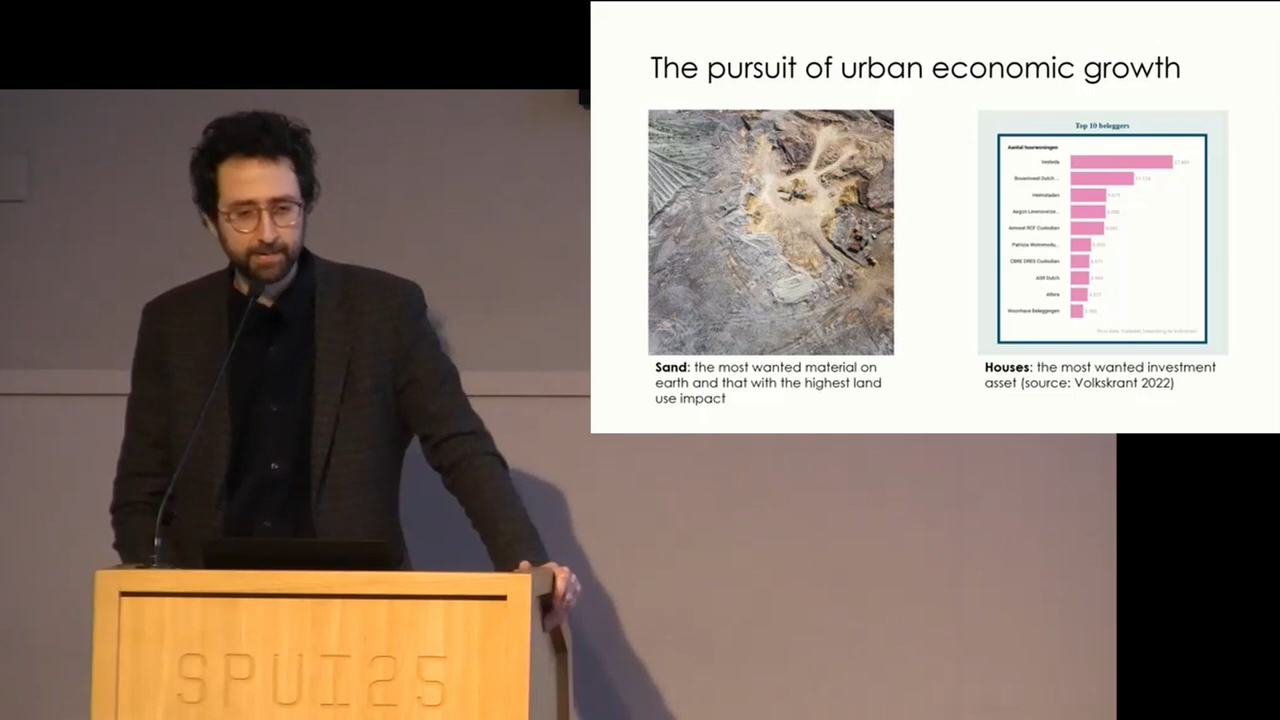 The pursuit of urban economic growth
Top 10 beleggers
Aantal huurwoningen
Vesteda
Bouwinvest Dutch ...
Heimstaden
Aegon Levensverze...
Amvest RCF Custodian
Patrizia Wohnmodu...
CBRE DRES Custodian
ASR Dutch
Altera
Woonhave Beleggingen
Sand: the most wanted material on
earth and that with the highest land
use impact
Houses: the most wanted investment
asset (source: Volkskrant 2022)
SPUI25